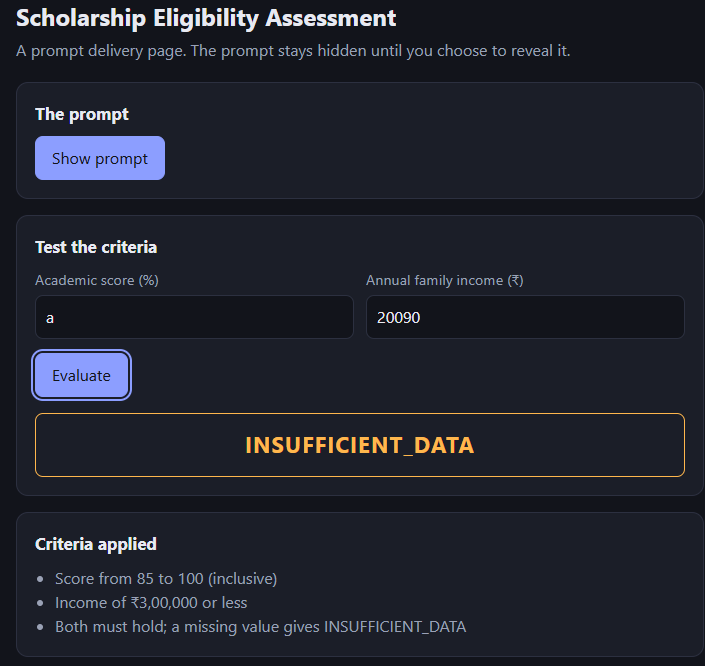 Scholarship Eligibility Assessment
A prompt delivery page. The prompt stays hidden until you choose to reveal it.
The prompt
Show prompt
Test the criteria
Academic score (%)
Annual family income (₹)
a
20090
Evaluate
INSUFFICIENT_DATA
Criteria applied
Score from 85 to 100 (inclusive)
Income of ₹3,00,000 or less
Both must hold; a missing value gives INSUFFICIENT_DATA